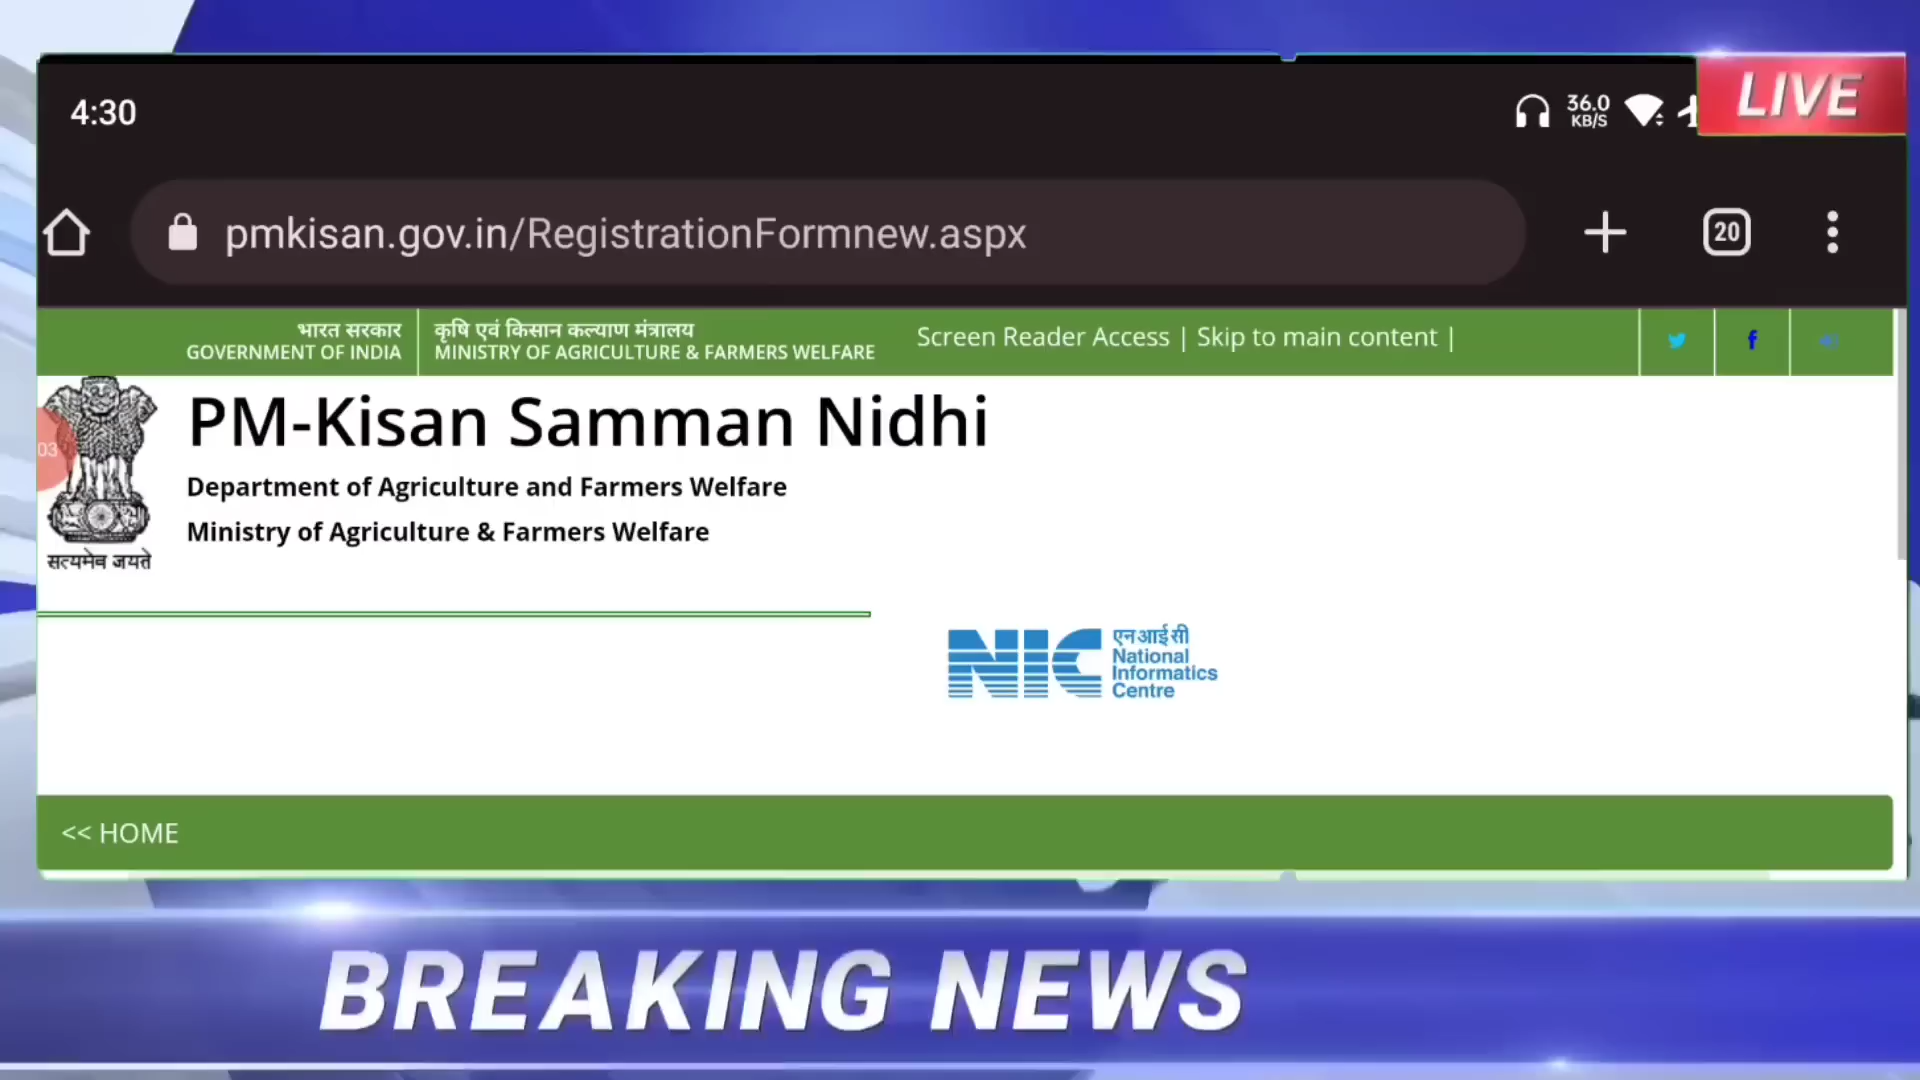 LIVE
4:30
36.0
KB/S
pmkisan.gov.in/RegistrationFormnew.aspx
20
भारत सरकार
GOVERNMENT OF INDIA
कृषि एवं किसान कल्याण मंत्रालय
MINISTRY OF AGRICULTURE & FARMERS WELFARE
Screen Reader Access | Skip to main content |
PM-Kisan Samman Nidhi
03
Department of Agriculture and Farmers Welfare
Ministry of Agriculture & Farmers Welfare
सत्यमेव जयते
NIC
एन आई सी
National
Informatics
Centre
<< HOME
BREAKING NEWS